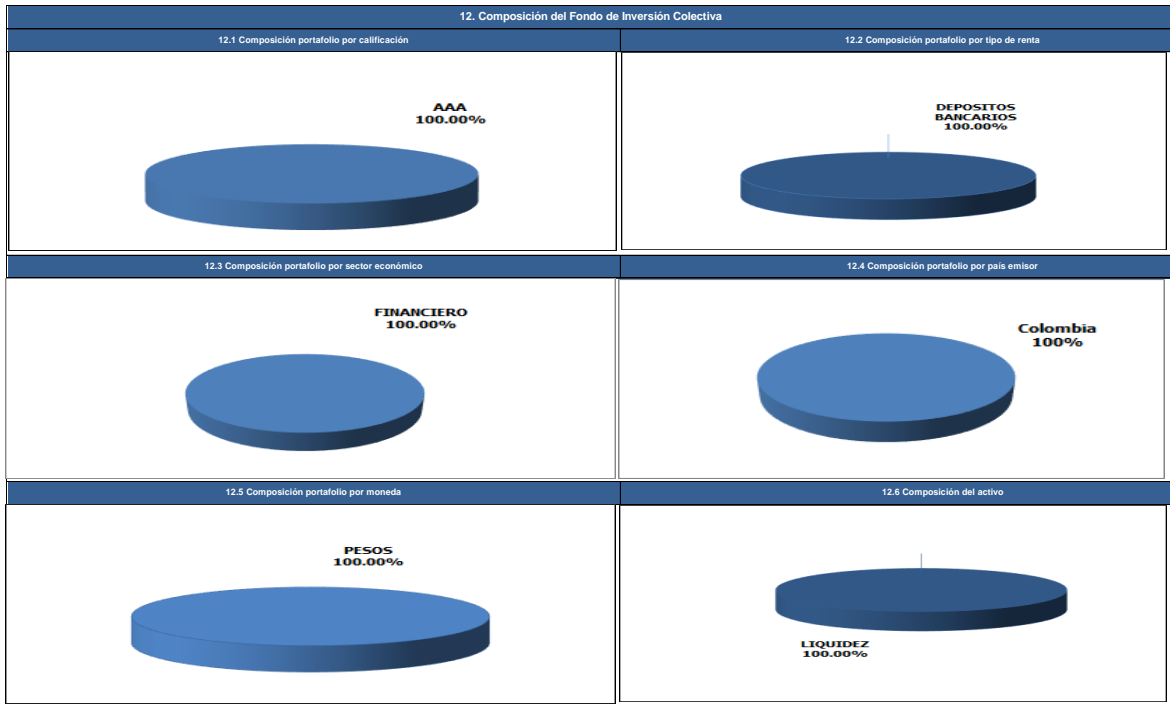 12. Composición del Fondo de Inversión Colectiva
12.1 Composición portafolio por calificación
12.2 Composición portafolio por tipo de renta
AAA
100.00%
DEPOSITOS
BANCARIOS
100.00%
12.3 Composición portafolio por sector económico
12.4 Composición portafolio por país emisor
FINANCIERO
100.00%
Colombia
100%
12.5 Composición portafolio por moneda
12.6 Composición del activo
PESOS
100.00%
LIQUIDEZ
100.00%